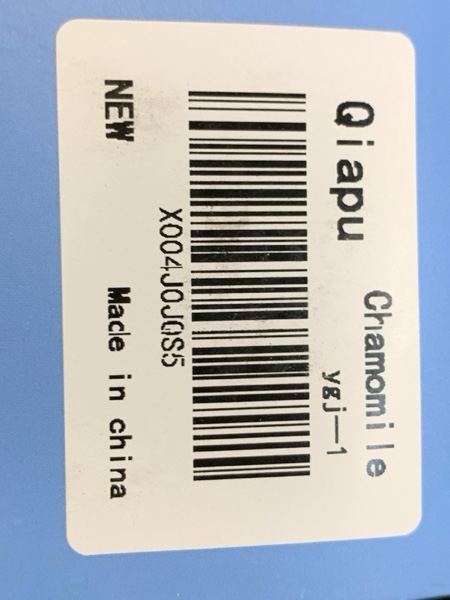 Qiapu Chamomile
ygj—1
X004J0JQS5
NEW Made in china